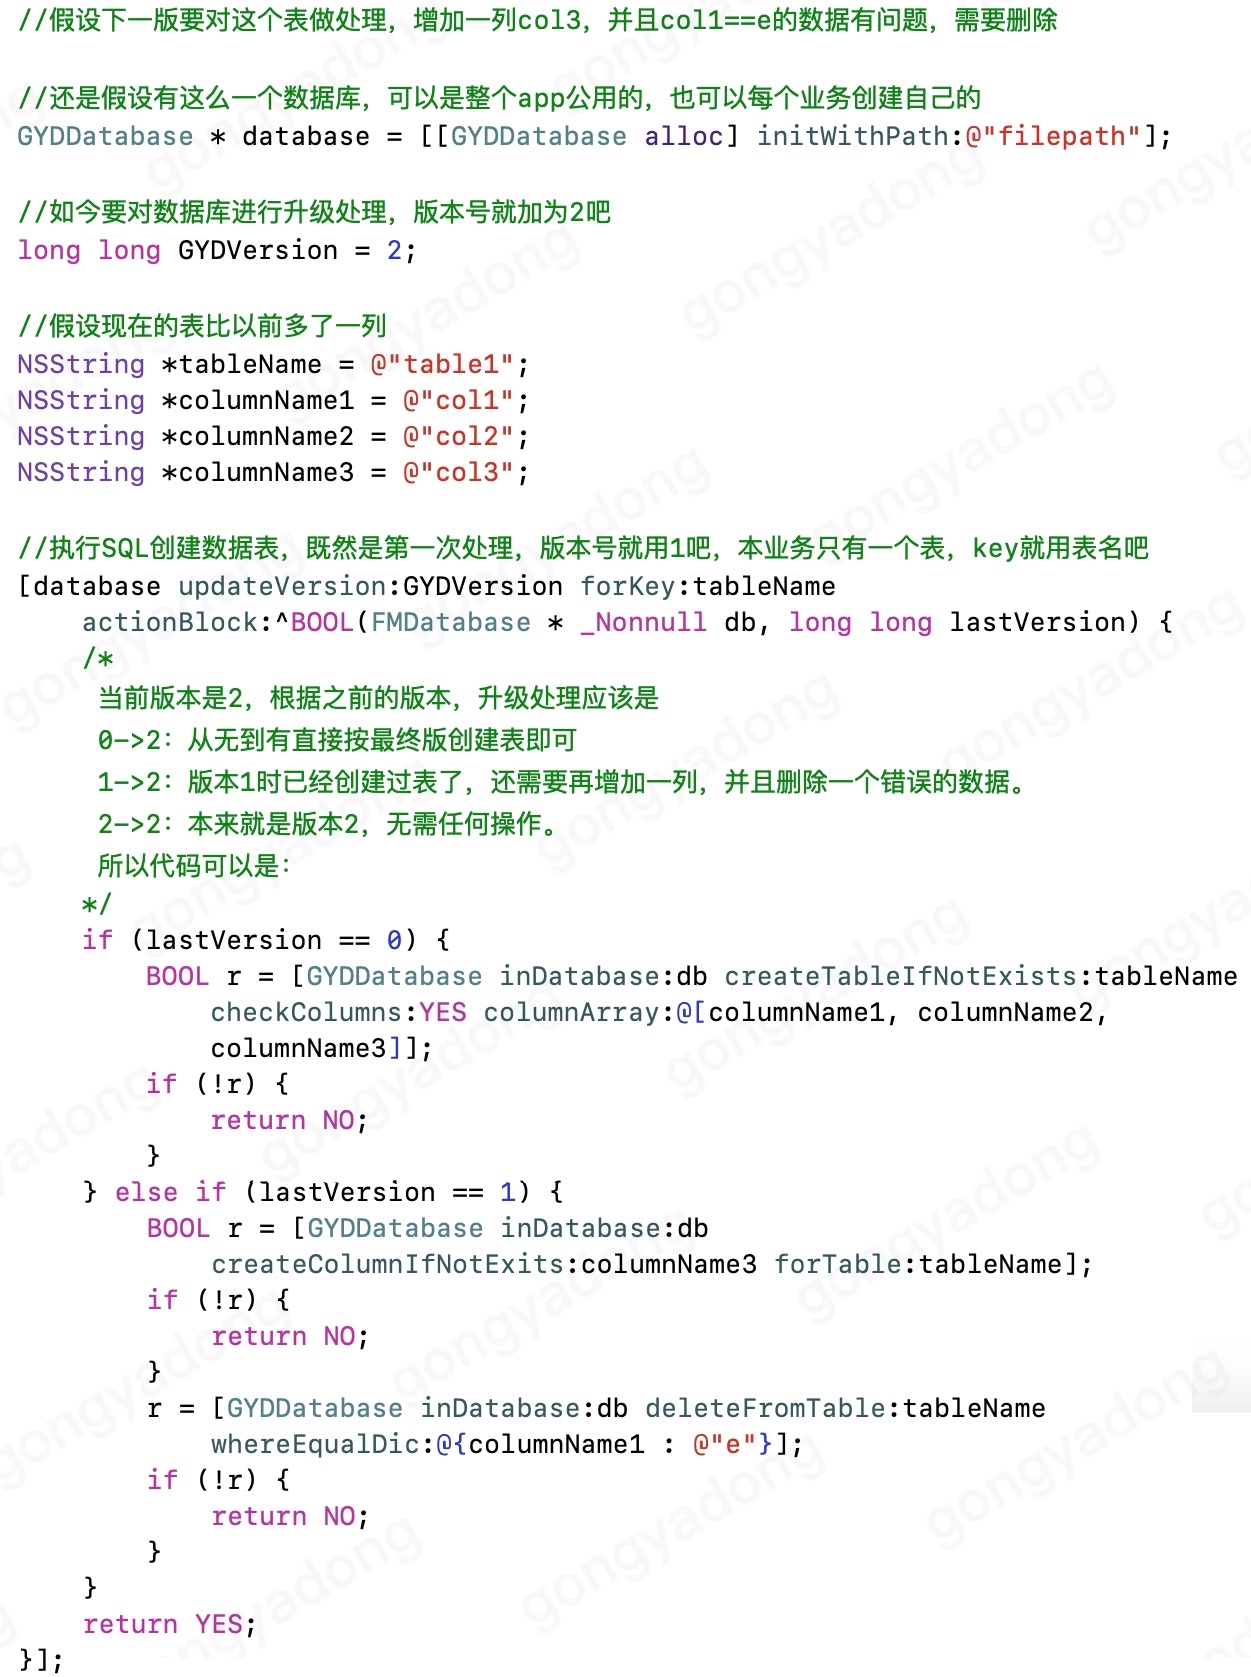 //假设下一版要对这个表做处理，增加一列col3，并且col1==e的数据有问题，需要删除
//还是假设有这么一个数据库，可以是整个app公用的，也可以每个业务创建自己的
GYDDatabase * database = [[GYDDatabase alloc] initWithPath:@"filepath"];
//如今要对数据库进行升级处理，版本号就加为2吧
long long GYDVersion = 2;
//假设现在的表比以前多了一列
NSString *tableName = @"table1";
NSString *columnName1 = @"col1";
NSString *columnName2 = @"col2";
NSString *columnName3 = @"col3";
//执行SQL创建数据表，既然是第一次处理，版本号就用1吧，本业务只有一个表，key就用表名吧
[database updateVersion:GYDVersion forKey:tableName
actionBlock:^BOOL(FMDatabase * _Nonnull db, long long lastVersion) {
/*
当前版本是2，根据之前的版本，升级处理应该是
0->2：从无到有直接按最终版创建表即可
1->2：版本1时已经创建过表了，还需要再增加一列，并且删除一个错误的数据。
2->2：本来就是版本2，无需任何操作。
所以代码可以是：
*/
if (lastVersion == 0) {
BOOL r = [GYDDatabase inDatabase:db createTableIfNotExists:tableName
checkColumns:YES columnArray:@[columnName1, columnName2,
columnName3]];
if (!r) {
return NO;
}
} else if (lastVersion == 1) {
BOOL r = [GYDDatabase inDatabase:db
createColumnIfNotExits:columnName3 forTable:tableName];
if (!r) {
return NO;
}
r = [GYDDatabase inDatabase:db deleteFromTable:tableName
whereEqualDic:@{columnName1 : @"e"}];
if (!r) {
return NO;
}
}
return YES;
}];